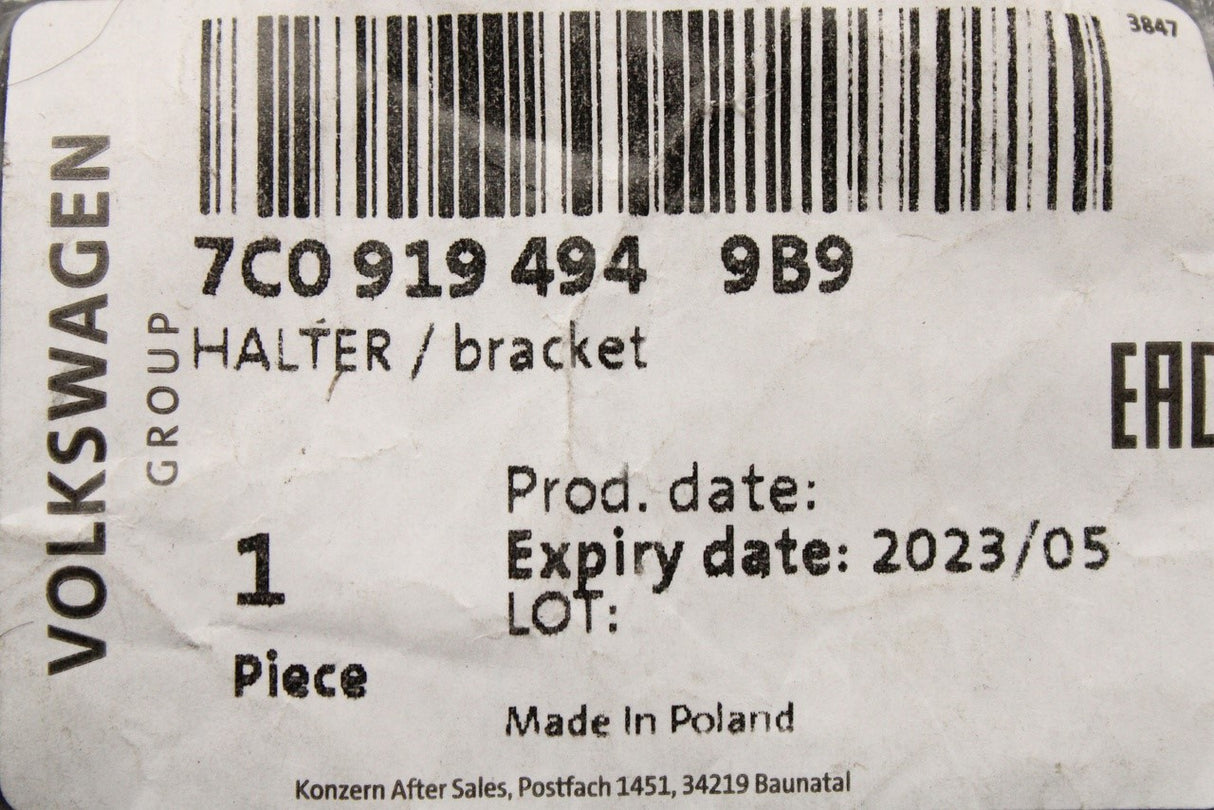 3847
7C0 919 494 9B9
HALTER / bracket
VOLKSWAGEN
GROUP
EAC
Prod. date:
Expiry date: 2023/05
LOT:
1
Piece
Made In Poland
Konzern After Sales, Postfach 1451, 34219 Baunatal